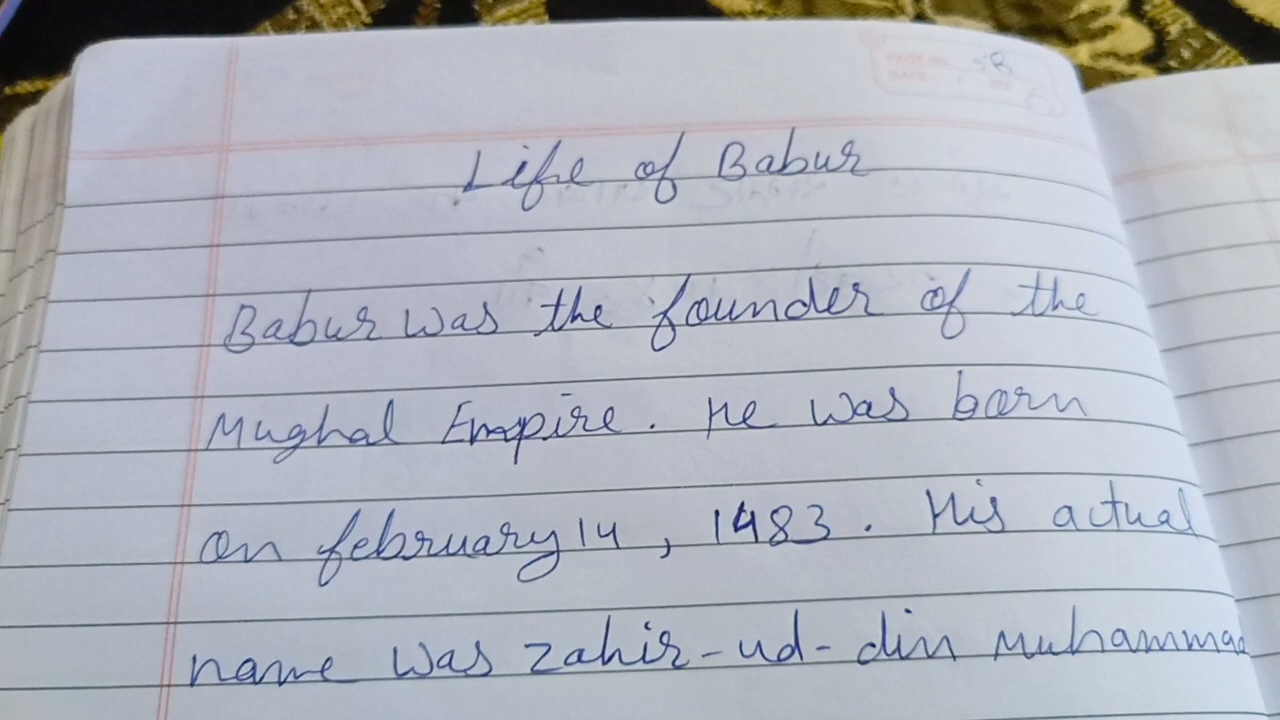 Life of Babur
Babur was the founder of the
Mughal Empire. He was born
on february 14, 1483. His actual
name was zahir-ud-din Muhammad